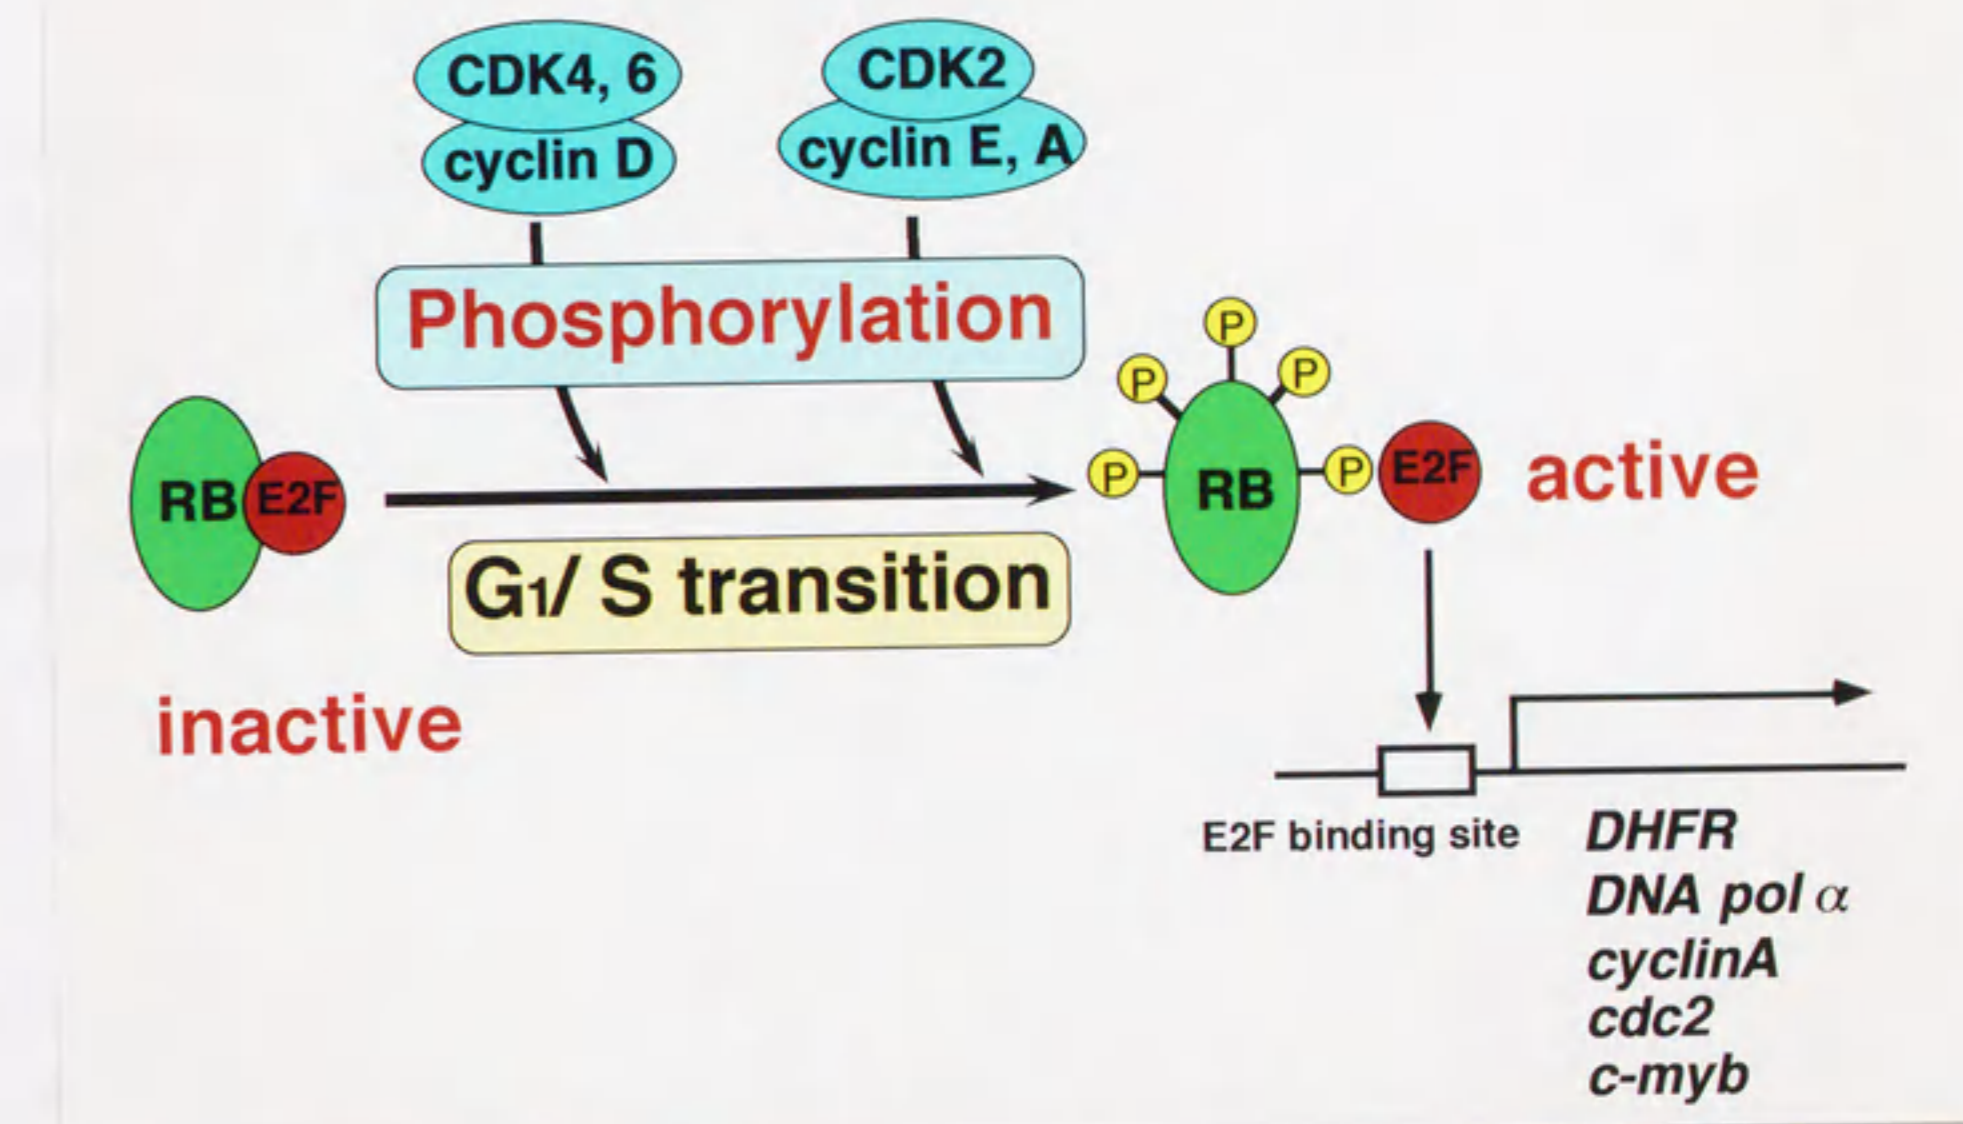 CDK4, 6
cyclin D
CDK2
cyclin E, A
Phosphorylation
P
P
P
P
P
RB
E2F
RB
E2F
active
G1/ S transition
inactive
E2F binding site
DHFR
DNA pol α
cyclinA
cdc2
c-myb